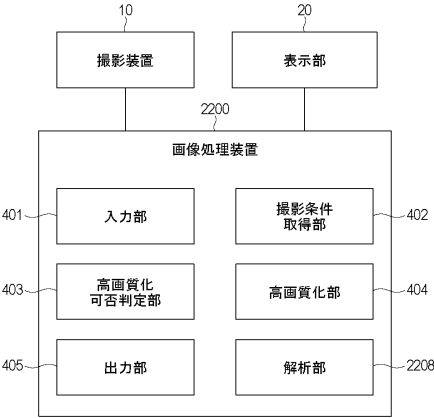 10
20
撮影装置
表示部
2200
画像処理装置
401
入力部
撮影条件
取得部
402
403
高画質化
可否判定部
高画質化部
404
405
出力部
解析部
2208